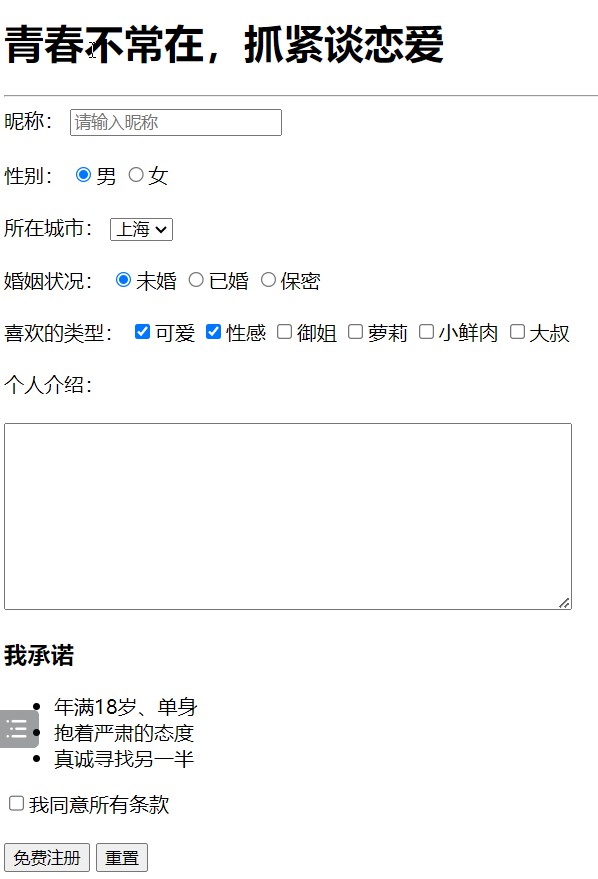 青春不常在，抓紧谈恋爱
昵称： 请输入昵称
性别： 男 女
所在城市： 上海
婚姻状况： 未婚 已婚 保密
喜欢的类型： 可爱 性感 御姐 萝莉 小鲜肉 大叔
个人介绍：
我承诺
年满18岁、单身
抱着严肃的态度
真诚寻找另一半
我同意所有条款
免费注册 重置